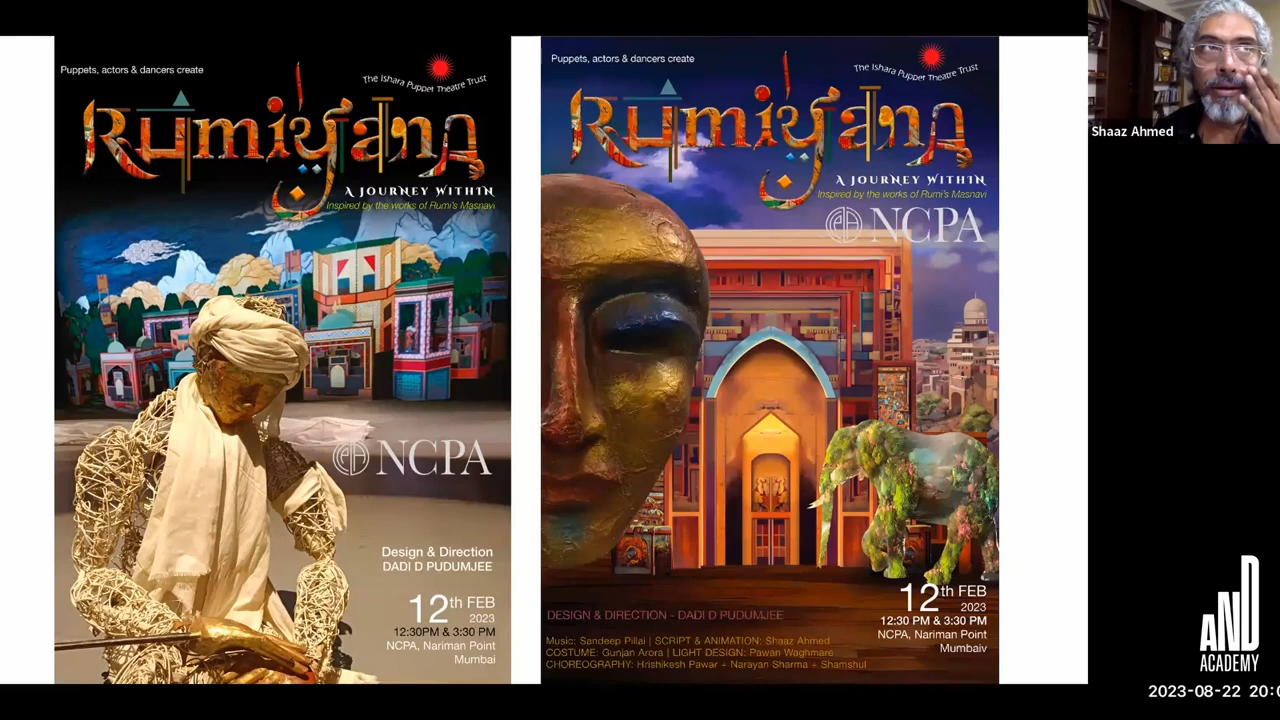 Puppets, actors & dancers create
The Ishara Puppet Theatre Trust
Rumiyana
A JOURNEY WITHIN
Inspired by the works of Rumi's Masnavi
NCPA
Design & Direction
DADI D PUDUMJEE
12th FEB
2023
12:30PM & 3:30 PM
NCPA, Nariman Point
Mumbai
Puppets, actors & dancers create
The Ishara Puppet Theatre Trust
Rumiyana
A JOURNEY WITHIN
Inspired by the works of Rumi's Masnavi
NCPA
12th FEB
2023
12:30 PM & 3:30 PM
NCPA, Nariman Point
Mumbaiv
DESIGN & DIRECTION - DADI D PUDUMJEE
Music: Sandeep Pillai | SCRIPT & ANIMATION: Shaaz Ahmed
COSTUME: Gunjan Arora | LIGHT DESIGN: Pawan Waghmare
CHOREOGRAPHY: Hrishikesh Pawar + Narayan Sharma + Shamshul
Shaaz Ahmed
AND
ACADEMY
2023-08-22 20:0